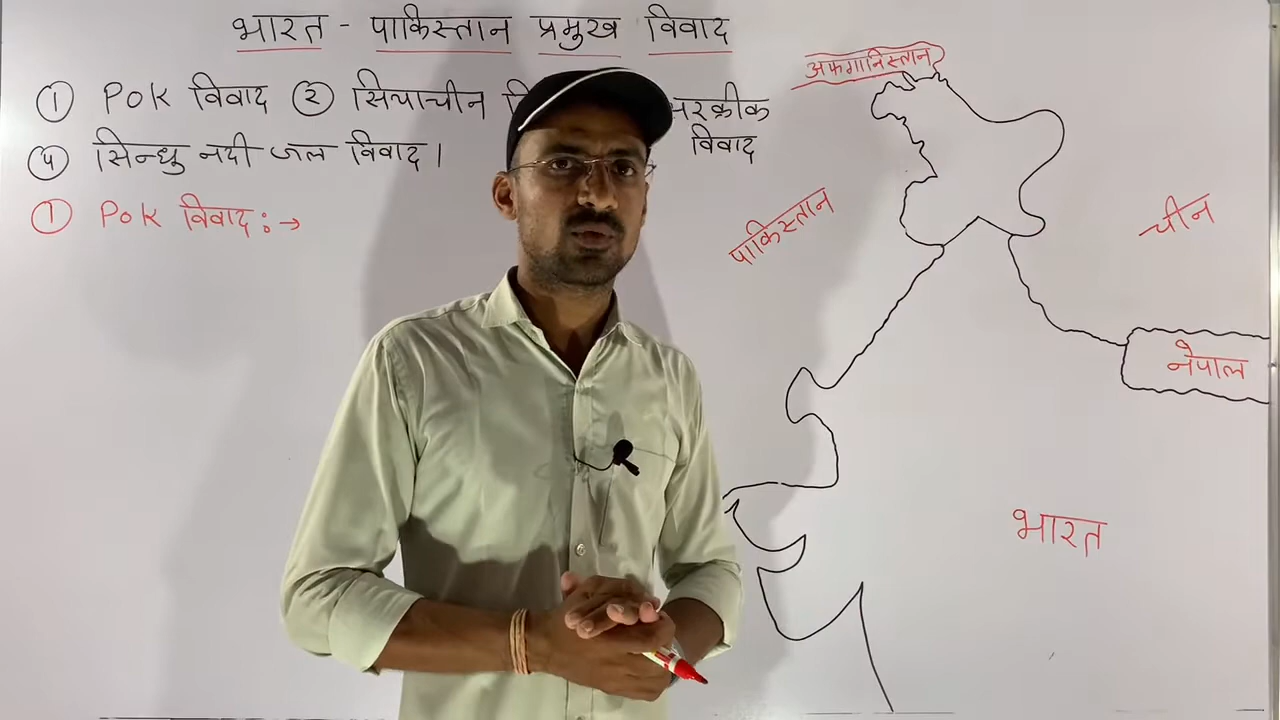 भारत - पाकिस्तान प्रमुख विवाद
① PoK विवाद ② सियाचीन सरक्रीक
विवाद
④ सिन्धु नदी जल विवाद।
① PoK विवाद :→
अफगानिस्तान
पाकिस्तान
चीन
नेपाल
भारत